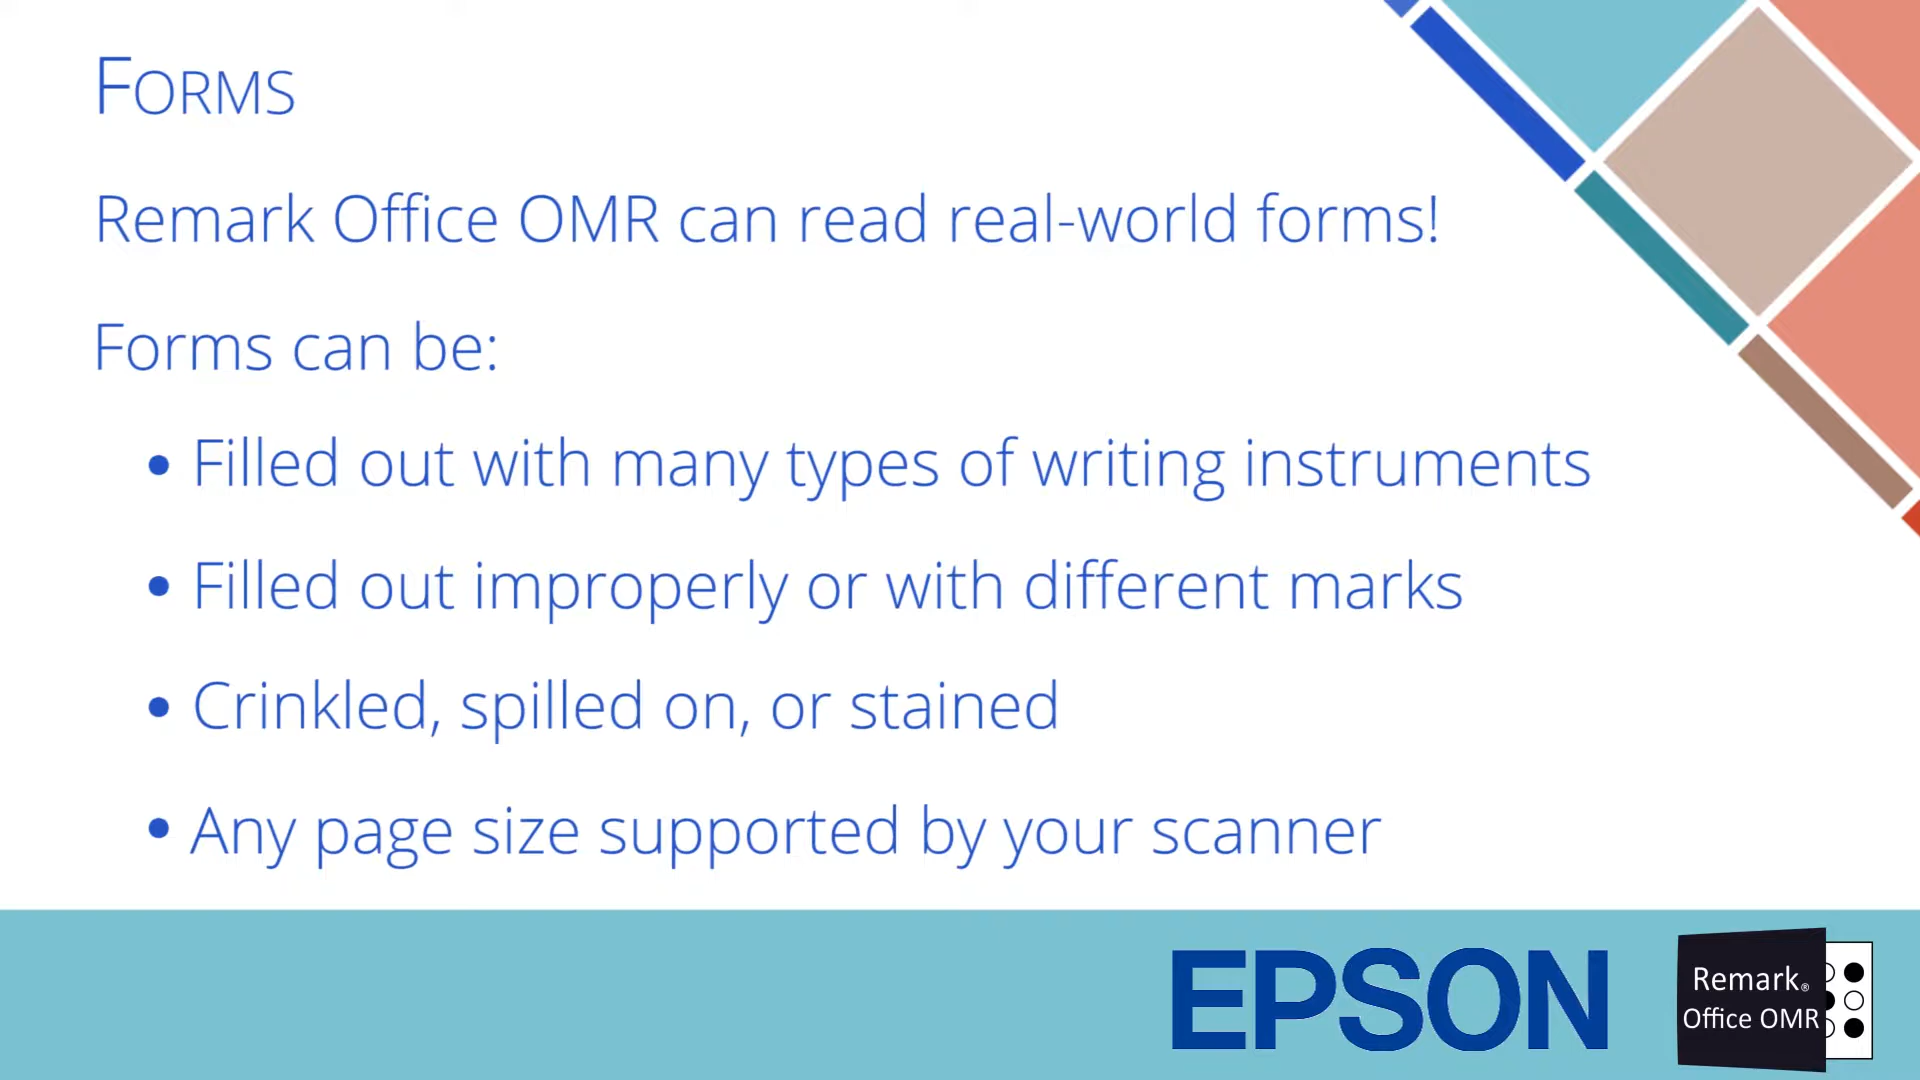 Forms
Remark Office OMR can read real-world forms!
Forms can be:
• Filled out with many types of writing instruments
• Filled out improperly or with different marks
• Crinkled, spilled on, or stained
• Any page size supported by your scanner
EPSON
Remark®
Office OMR